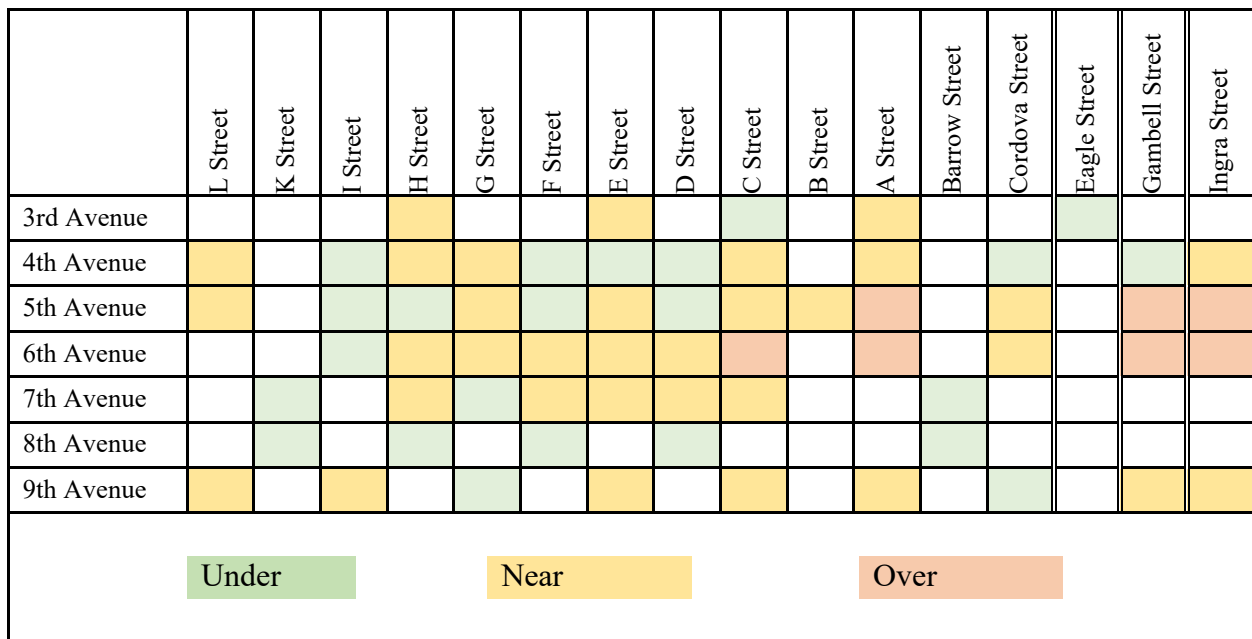 L Street
K Street
I Street
H Street
G Street
F Street
E Street
D Street
C Street
B Street
A Street
Barrow Street
Cordova Street
Eagle Street
Gambell Street
Ingra Street
3rd Avenue
4th Avenue
5th Avenue
6th Avenue
7th Avenue
8th Avenue
9th Avenue
Under
Near
Over